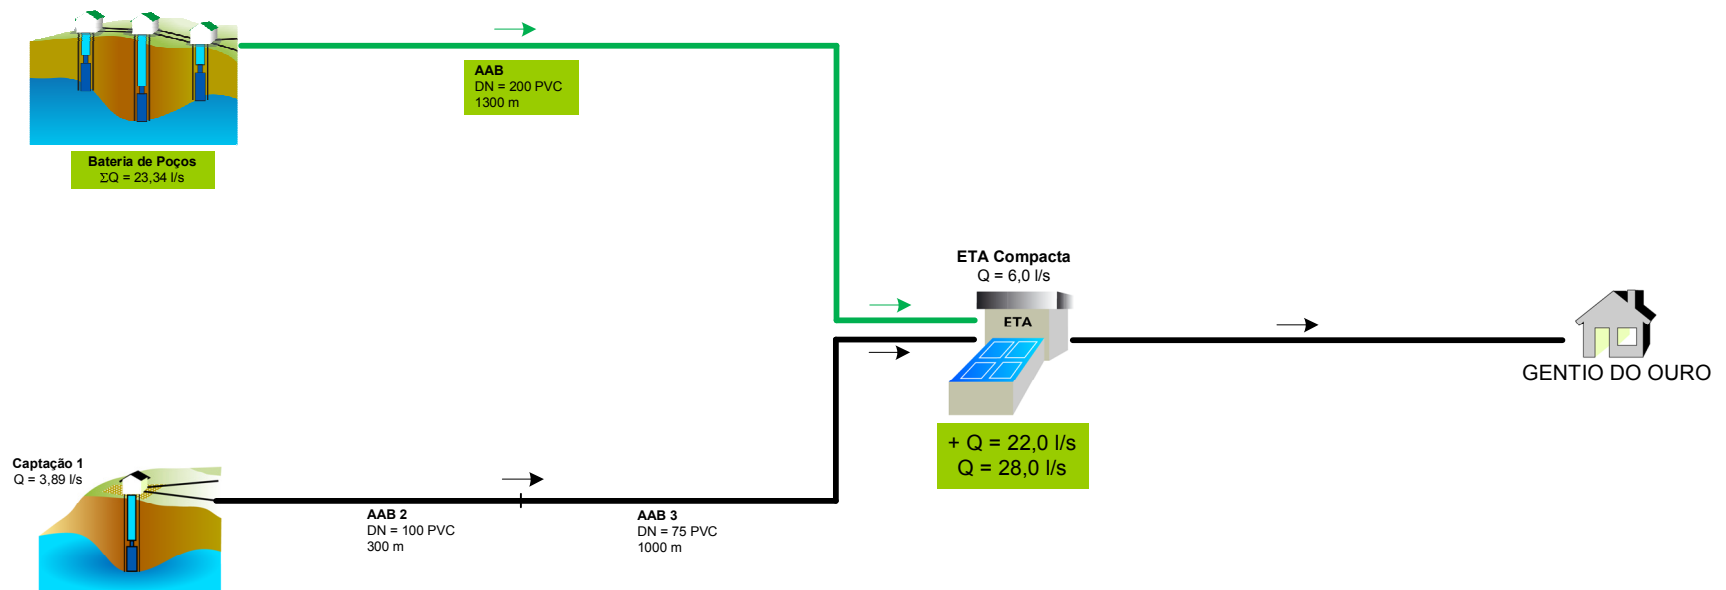 AAB
DN = 200 PVC
1300 m
Bateria de Poços
ΣQ = 23,34 l/s
ETA Compacta
Q = 6,0 l/s
ETA
GENTIO DO OURO
+ Q = 22,0 l/s
Q = 28,0 l/s
Captação 1
Q = 3,89 l/s
AAB 2
DN = 100 PVC
300 m
AAB 3
DN = 75 PVC
1000 m